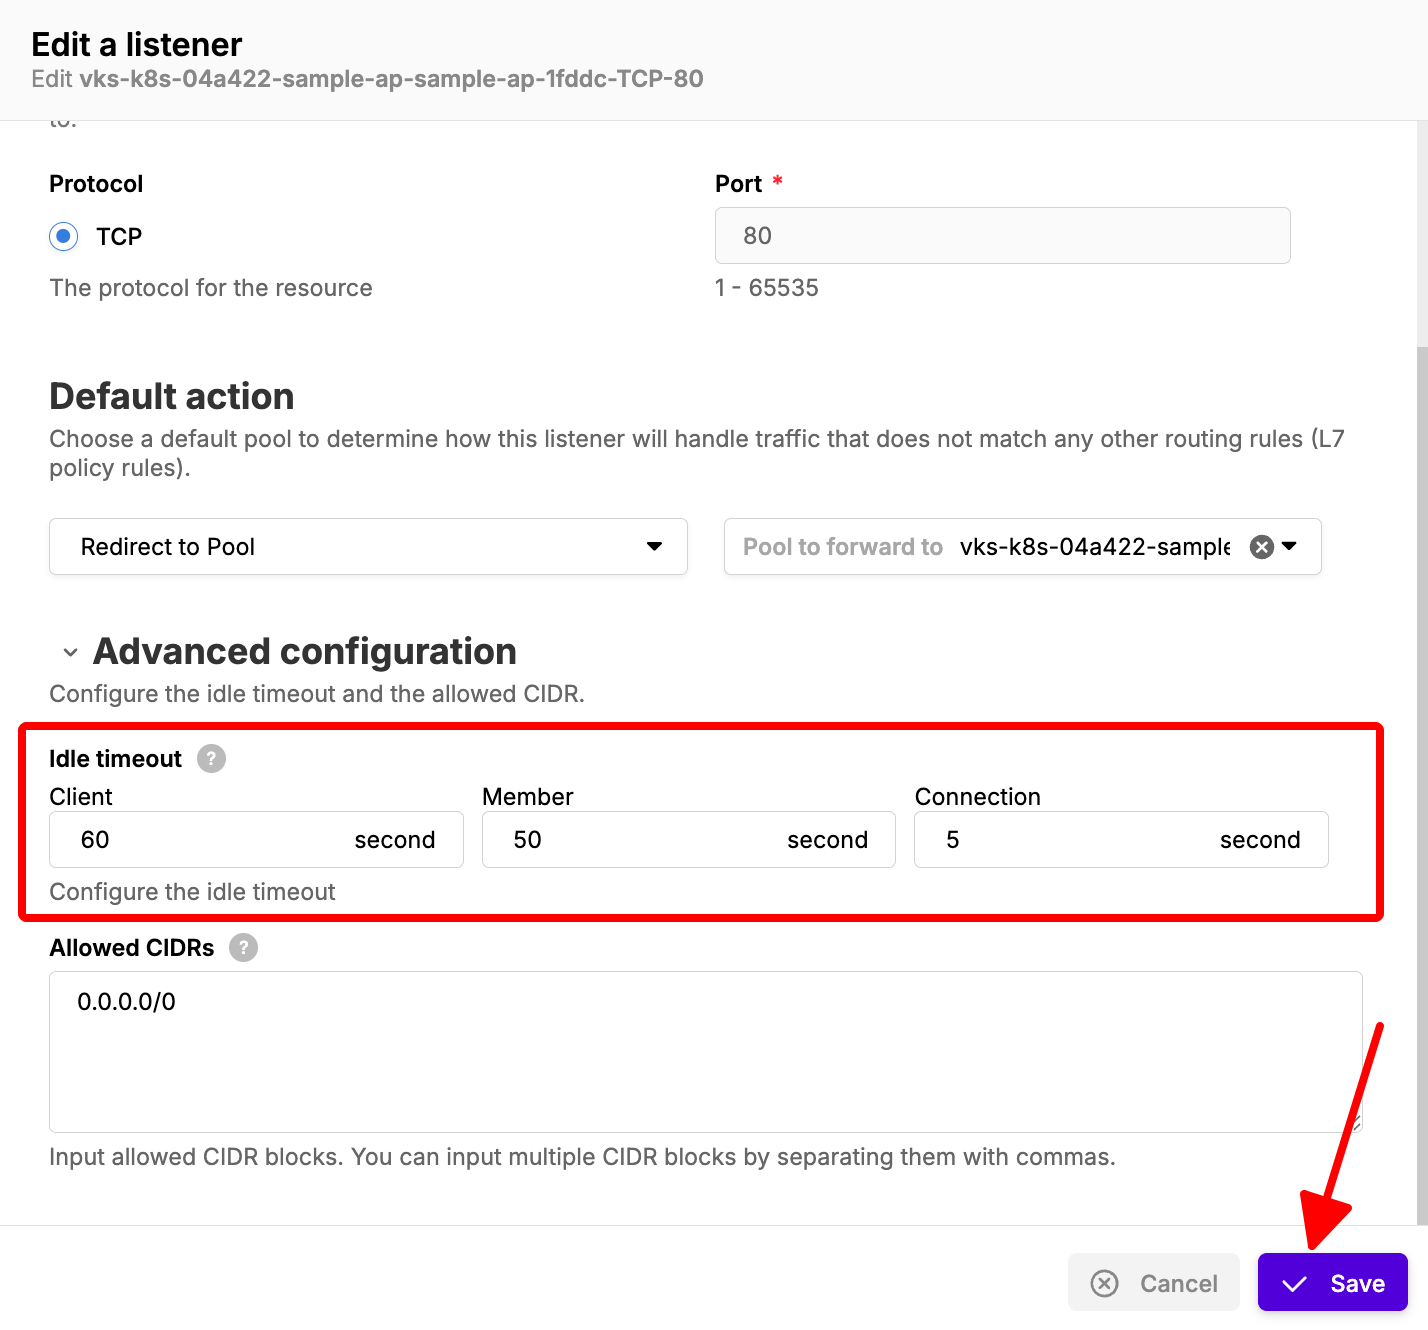 Edit a listener
Edit vks-k8s-04a422-sample-ap-sample-ap-1fddc-TCP-80
to.
Protocol
Port *
TCP
80
The protocol for the resource
1 - 65535
Default action
Choose a default pool to determine how this listener will handle traffic that does not match any other routing rules (L7
policy rules).
Redirect to Pool
Pool to forward to vks-k8s-04a422-sample
Advanced configuration
Configure the idle timeout and the allowed CIDR.
Idle timeout ?
Client
Member
Connection
60 second
50 second
5 second
Configure the idle timeout
Allowed CIDRs ?
0.0.0.0/0
Input allowed CIDR blocks. You can input multiple CIDR blocks by separating them with commas.
Cancel
Save